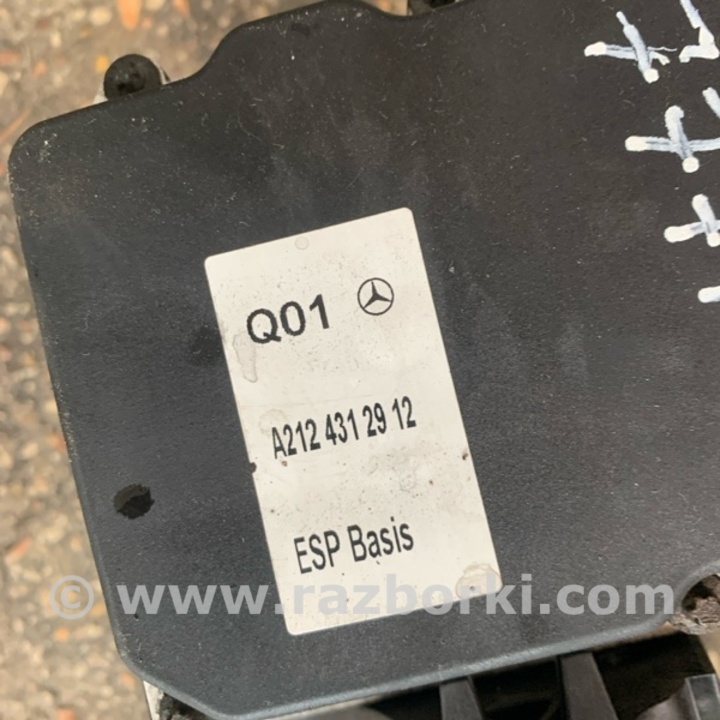 Q01
A212 431 29 12
ESP Basis
© www.razborki.com